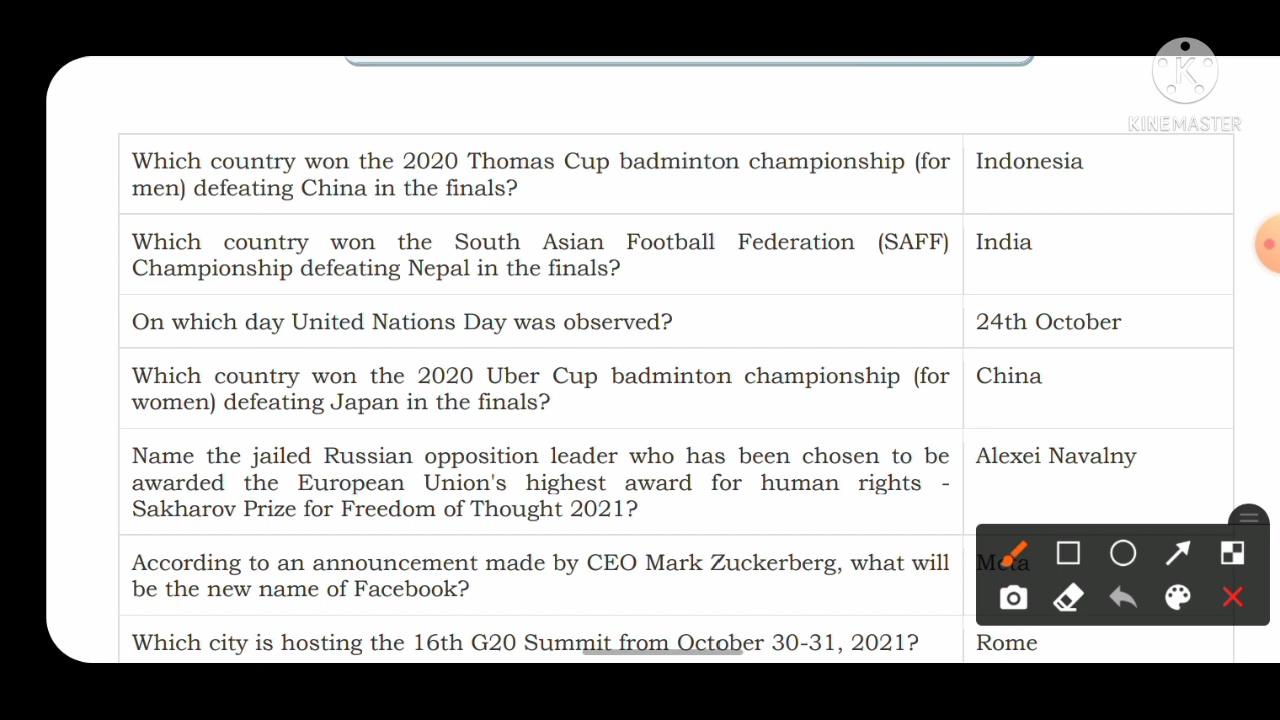 KINEMASTER
Which country won the 2020 Thomas Cup badminton championship (for
men) defeating China in the finals?
Indonesia
Which country won the South Asian Football Federation (SAFF)
Championship defeating Nepal in the finals?
India
On which day United Nations Day was observed?
24th October
Which country won the 2020 Uber Cup badminton championship (for
women) defeating Japan in the finals?
China
Name the jailed Russian opposition leader who has been chosen to be
awarded the European Union's highest award for human rights -
Sakharov Prize for Freedom of Thought 2021?
Alexei Navalny
According to an announcement made by CEO Mark Zuckerberg, what will
be the new name of Facebook?
Meta
Which city is hosting the 16th G20 Summit from October 30-31, 2021?
Rome